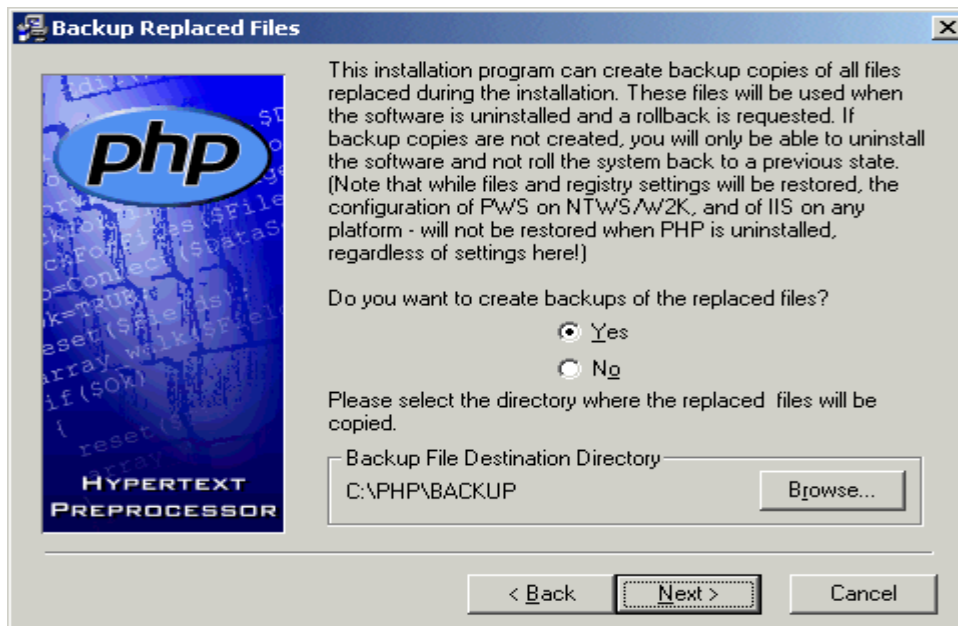 Backup Replaced Files
This installation program can create backup copies of all files
replaced during the installation. These files will be used when
the software is uninstalled and a rollback is requested. If
backup copies are not created, you will only be able to uninstall
the software and not roll the system back to a previous state.
(Note that while files and registry settings will be restored, the
configuration of PWS on NTWS/W2K, and of IIS on any
platform - will not be restored when PHP is uninstalled,
regardless of settings here!)
Do you want to create backups of the replaced files?
Yes
No
Please select the directory where the replaced  files will be
copied.
Backup File Destination Directory
C:\PHP\BACKUP
Browse...
php
if($ok)
{
HYPERTEXT
PREPROCESSOR
< Back
Next >
Cancel